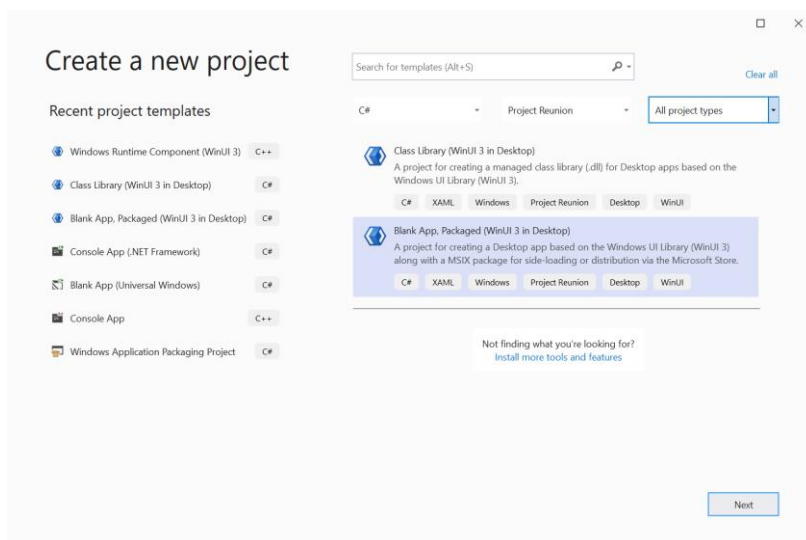 Create a new project
Search for templates (Alt+S)
Clear all
Recent project templates
C#
Project Reunion
All project types
Windows Runtime Component (WinUI 3) C++
Class Library (WinUI 3 in Desktop) C#
Blank App, Packaged (WinUI 3 in Desktop) C#
Console App (.NET Framework) C#
Blank App (Universal Windows) C#
Console App C++
Windows Application Packaging Project C#
Class Library (WinUI 3 in Desktop)
A project for creating a managed class library (.dll) for Desktop apps based on the
Windows UI Library (WinUI 3).
C# XAML Windows Project Reunion Desktop WinUI
Blank App, Packaged (WinUI 3 in Desktop)
A project for creating a Desktop app based on the Windows UI Library (WinUI 3)
along with a MSIX package for side-loading or distribution via the Microsoft Store.
C# XAML Windows Project Reunion Desktop WinUI
Not finding what you're looking for?
Install more tools and features
Next